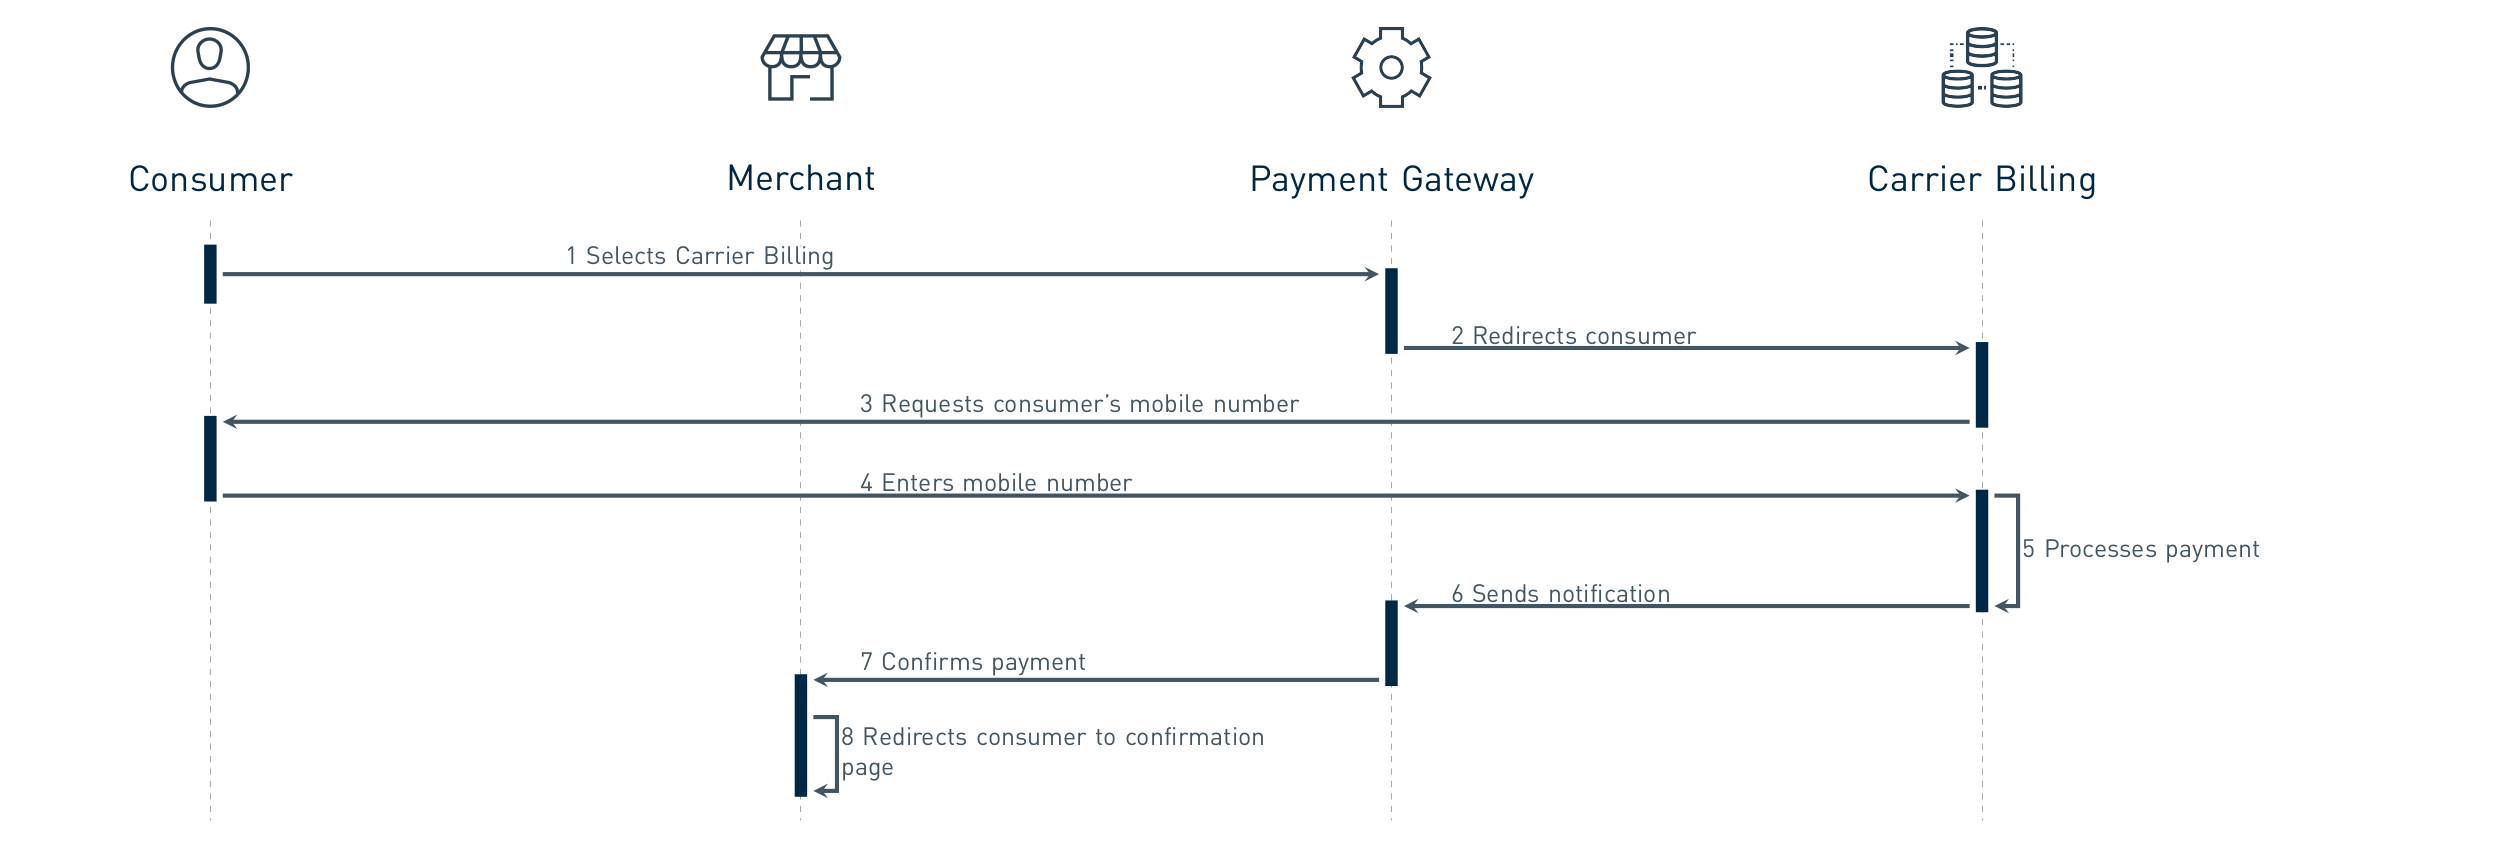 Consumer
Merchant
Payment Gateway
Carrier Billing
1 Selects Carrier Billing
2 Redirects consumer
3 Requests consumer’s mobile number
4 Enters mobile number
5 Processes payment
6 Sends notification
7 Confirms payment
8 Redirects consumer to confirmation
page